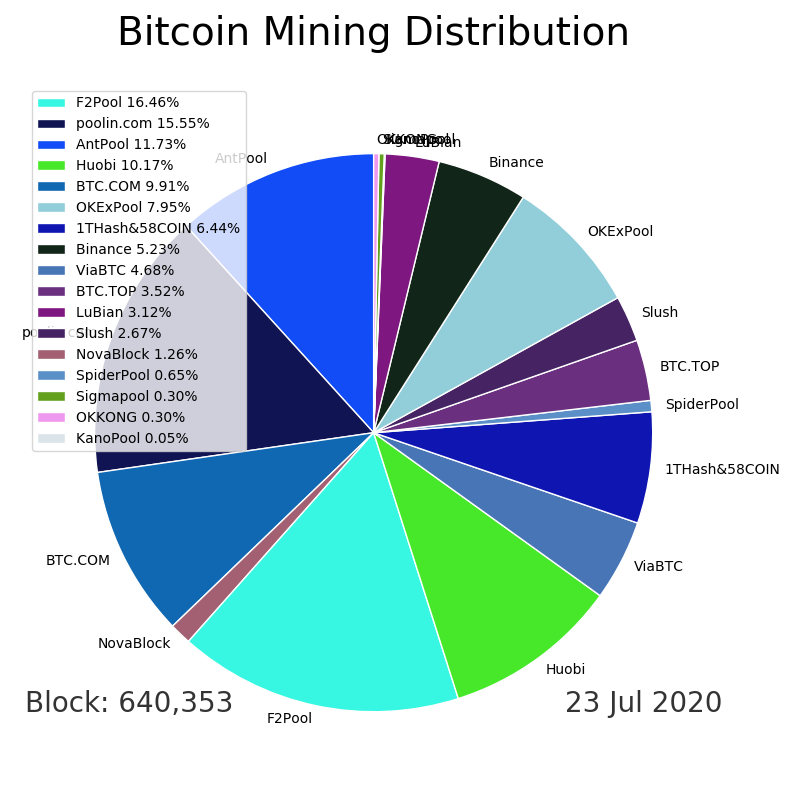 Bitcoin Mining Distribution
F2Pool 16.46%
poolin.com 15.55%
AntPool 11.73%
Huobi 10.17%
BTC.COM 9.91%
OKExPool 7.95%
1THash&58COIN 6.44%
Binance 5.23%
ViaBTC 4.68%
BTC.TOP 3.52%
LuBian 3.12%
Slush 2.67%
NovaBlock 1.26%
SpiderPool 0.65%
Sigmapool 0.30%
OKKONG 0.30%
KanoPool 0.05%
AntPool
LuBian
Binance
OKExPool
Slush
BTC.TOP
SpiderPool
1THash&58COIN
ViaBTC
Huobi
F2Pool
NovaBlock
BTC.COM
Block: 640,353
23 Jul 2020